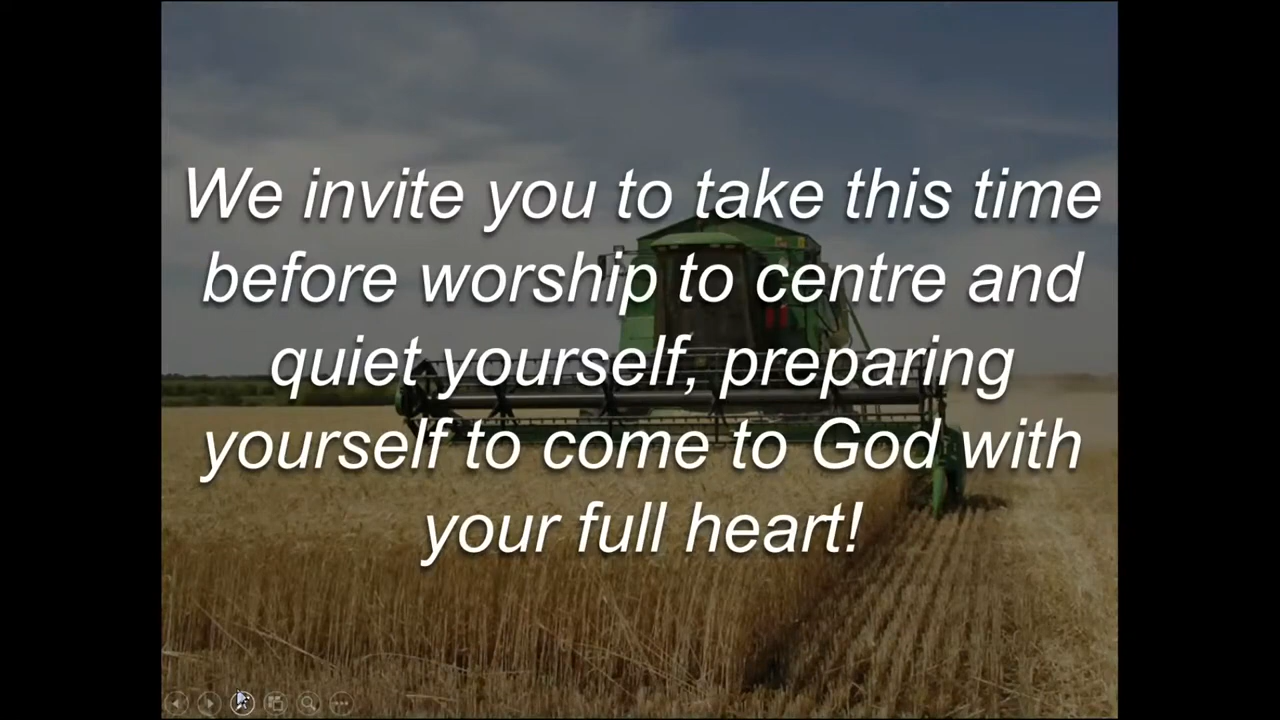 We invite you to take this time
before worship to centre and
quiet yourself, preparing
yourself to come to God with
your full heart!